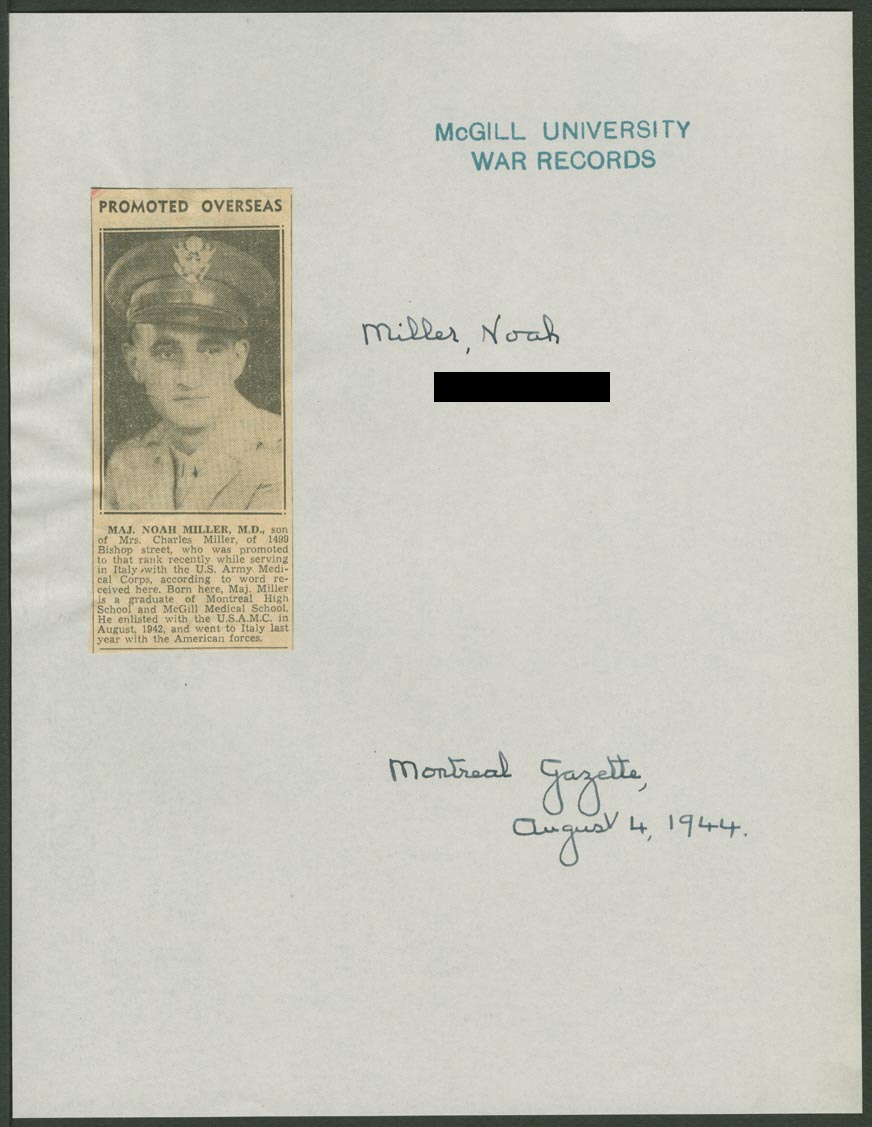 McGILL UNIVERSITY
WAR RECORDS
PROMOTED OVERSEAS
MAJ. NOAH MILLER, M.D., son
of Mrs. Charles Miller, of 1499
Bishop street, who was promoted
to that rank recently while serving
in Italy with the U.S. Army Medi-
cal Corps, according to word re-
ceived here. Born here, Maj. Miller
is a graduate of Montreal High
School and McGill Medical School.
He enlisted with the U.S.A.M.C. in
August, 1942, and went to Italy last
year with the American forces.
Miller, Noah
Montreal Gazette,
August 4, 1944.